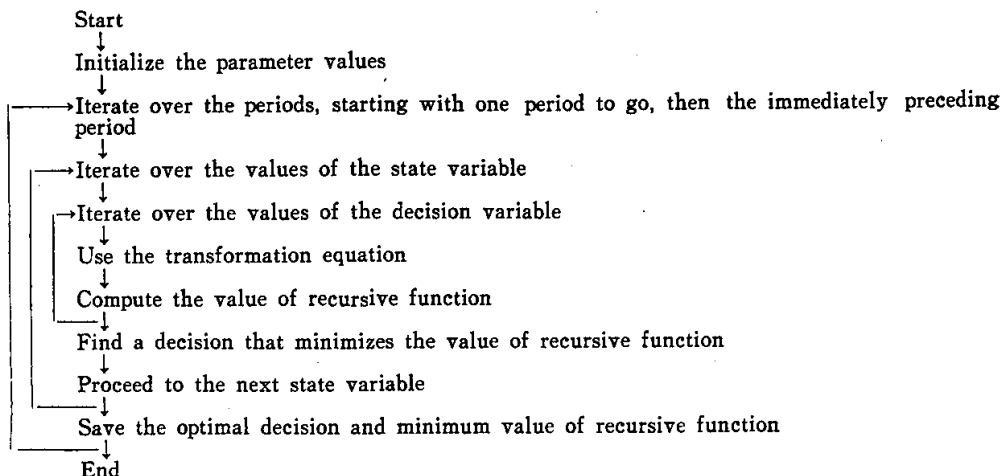 Start
Initialize the parameter values
Iterate over the periods, starting with one period to go, then the immediately preceding
period
Iterate over the values of the state variable
Iterate over the values of the decision variable
Use the transformation equation
Compute the value of recursive function
Find a decision that minimizes the value of recursive function
Proceed to the next state variable
Save the optimal decision and minimum value of recursive function
End